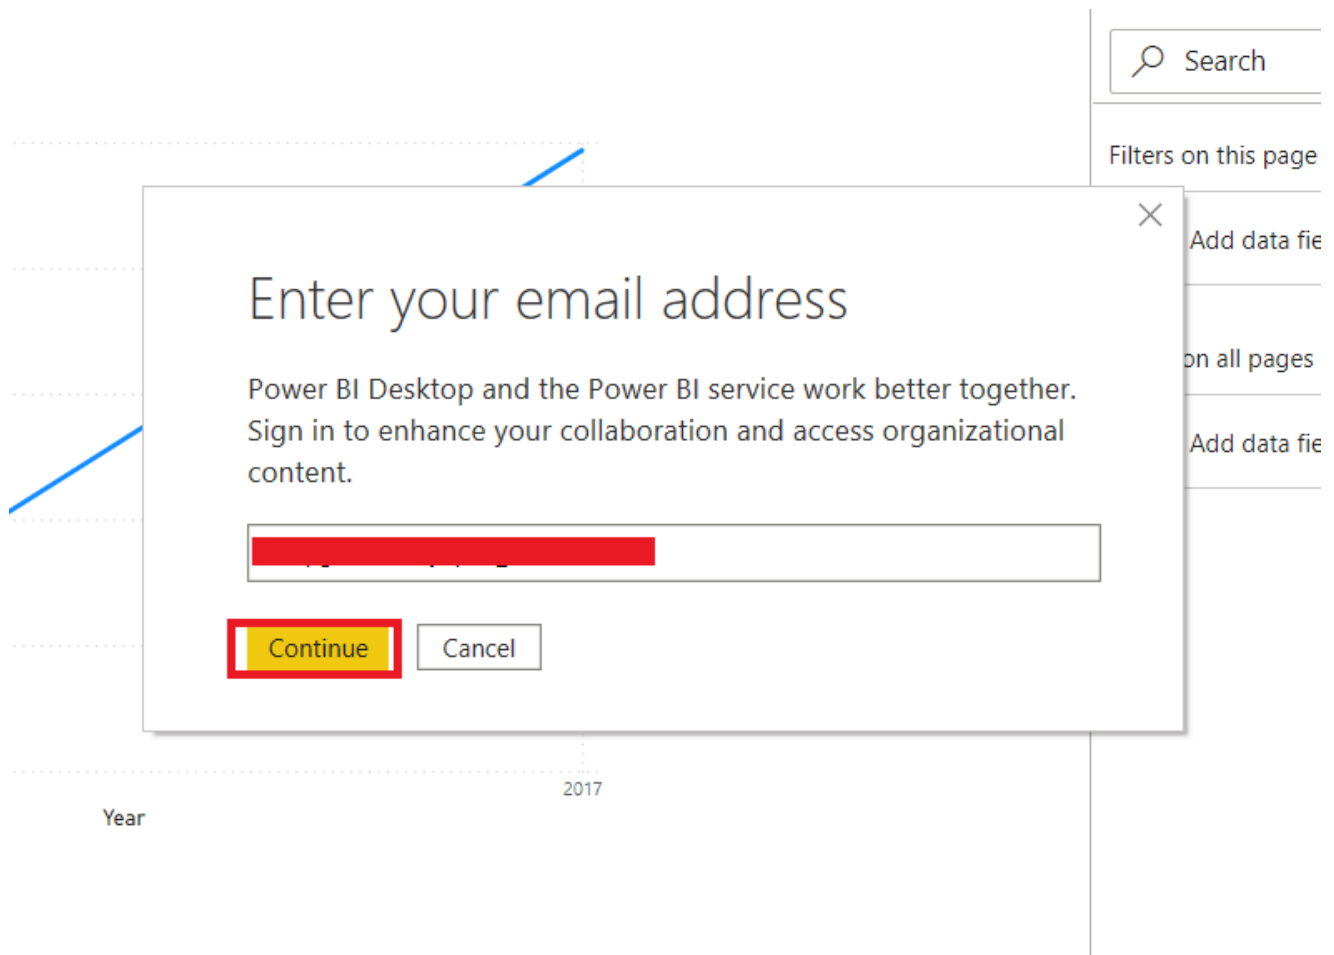 Search
Filters on this page
Add data fie
on all pages
Add data fie
Enter your email address
Power BI Desktop and the Power BI service work better together.
Sign in to enhance your collaboration and access organizational
content.
Continue
Cancel
2017
Year